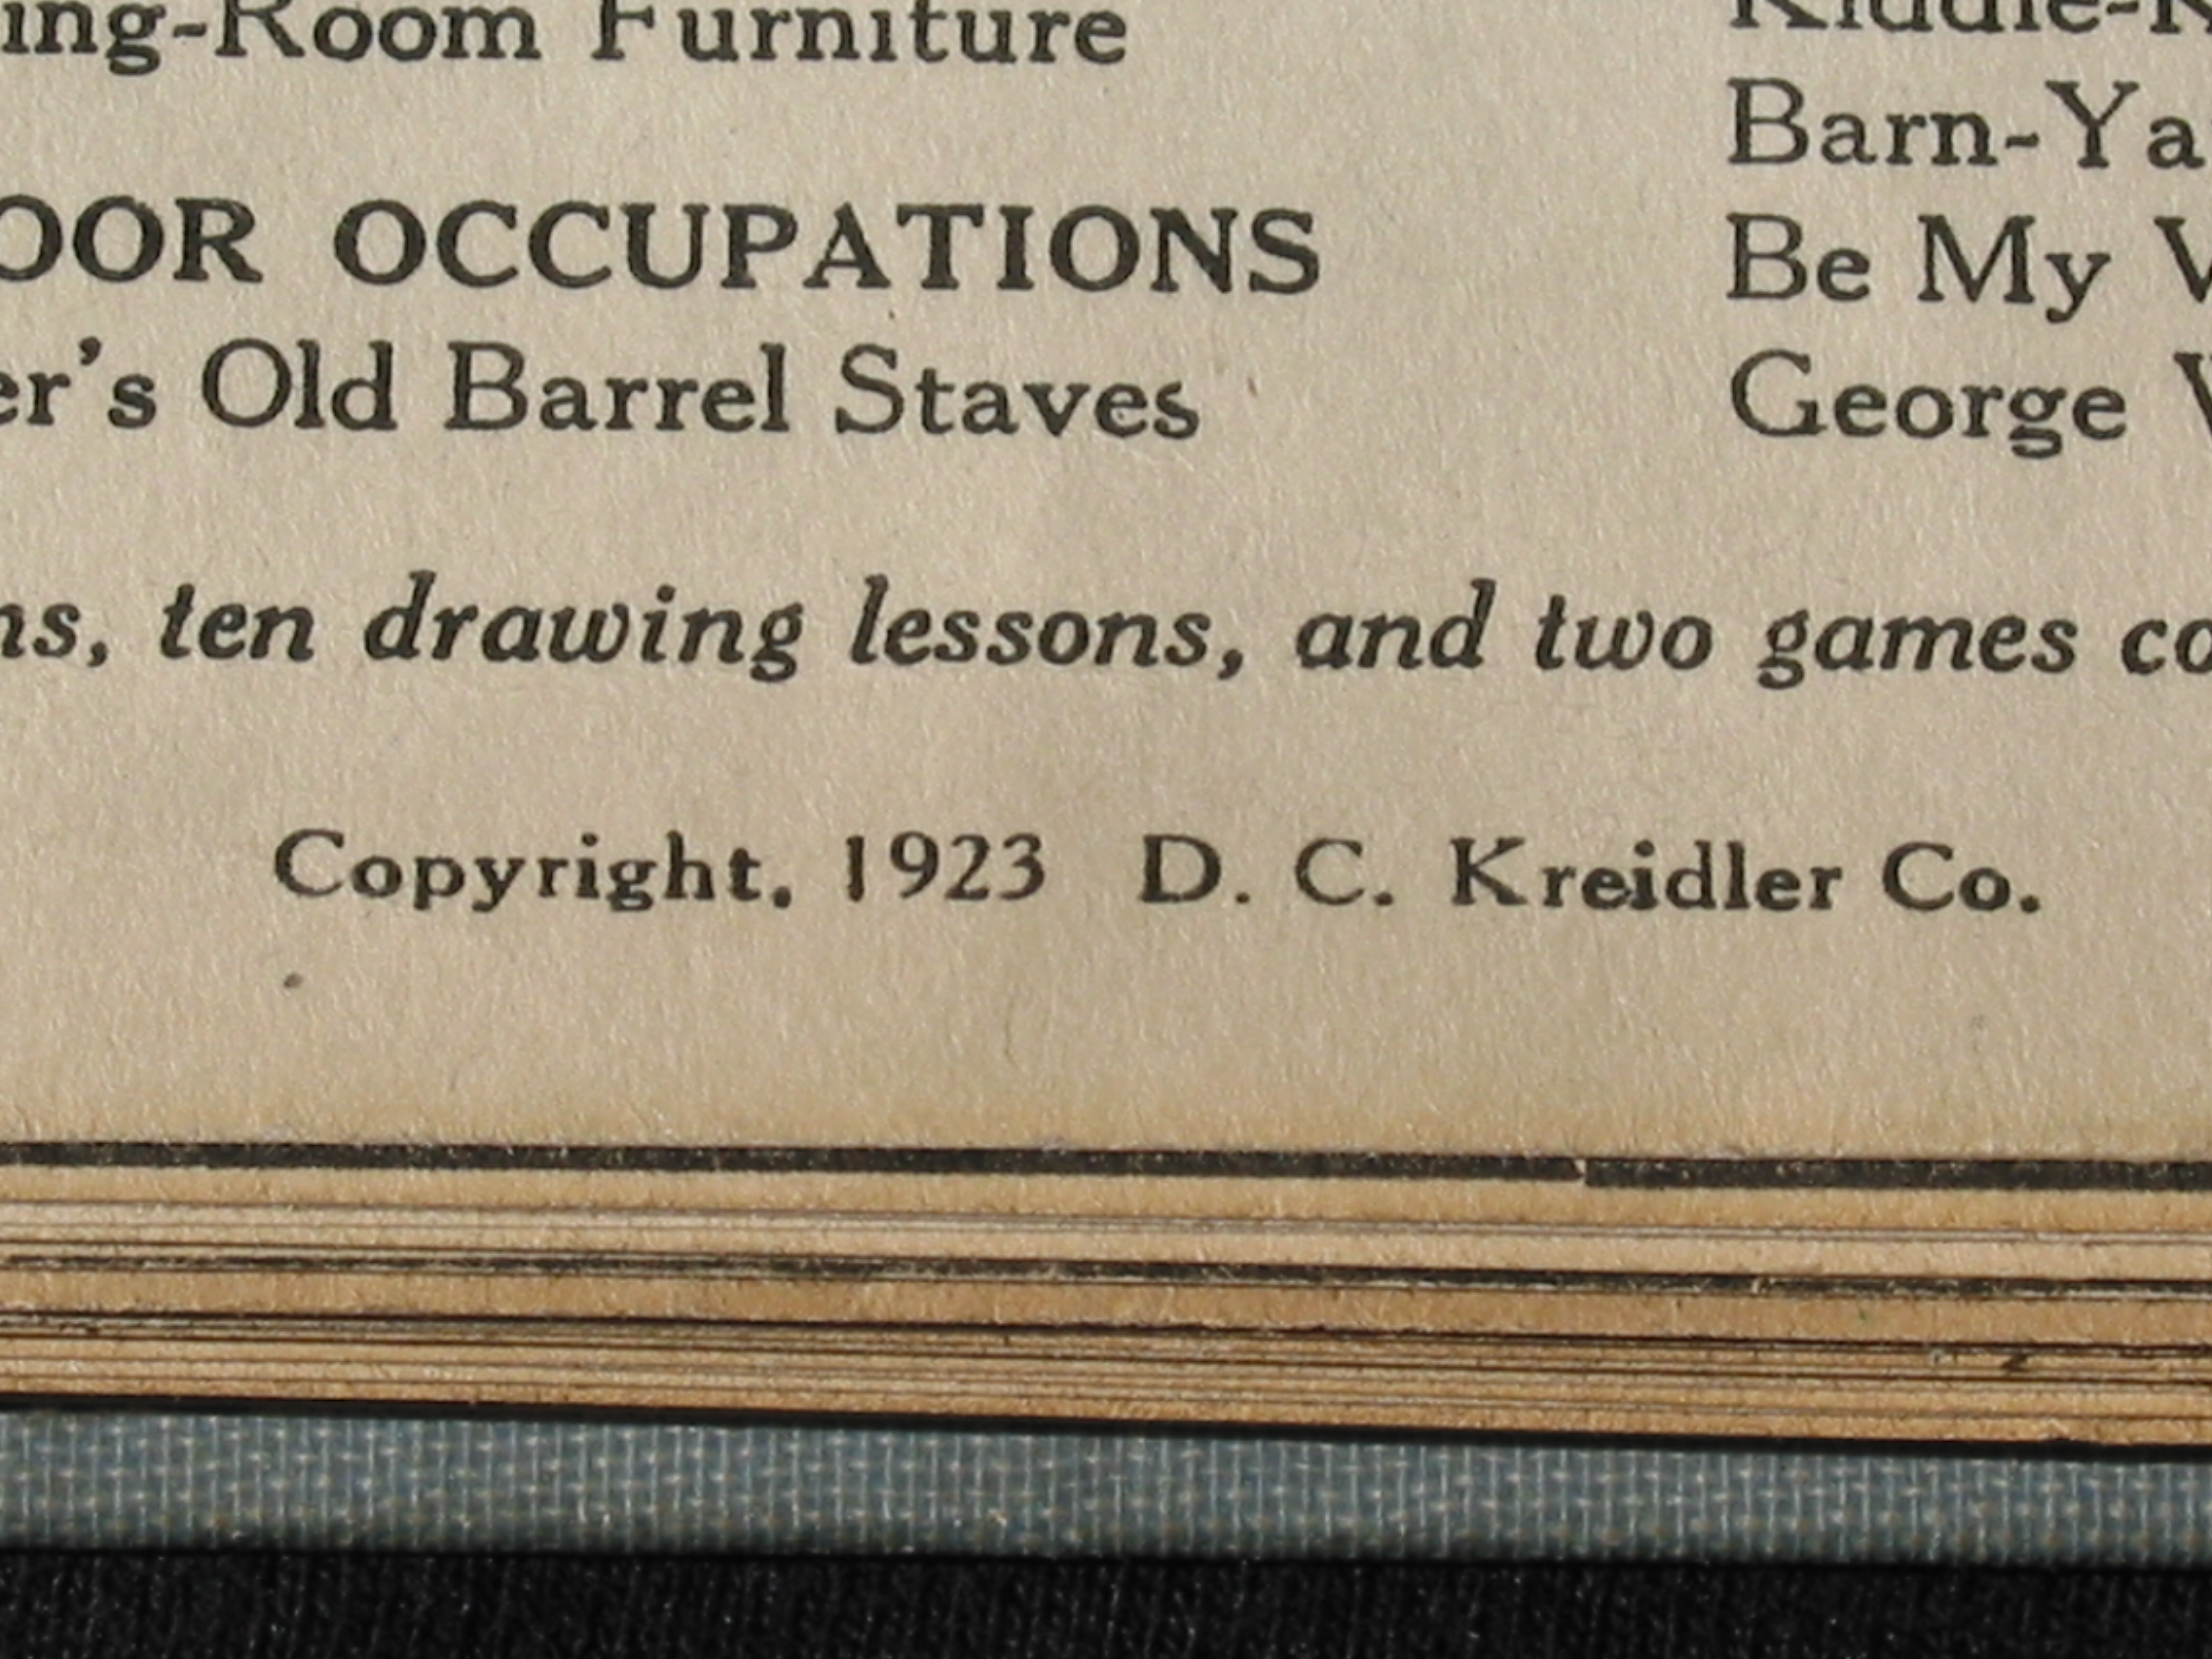 ing-Room Furniture
OOR OCCUPATIONS
er's Old Barrel Staves
Barn-Ya
Be My V
George W
ns, ten drawing lessons, and two games co
Copyright, 1923 D. C. Kreidler Co.